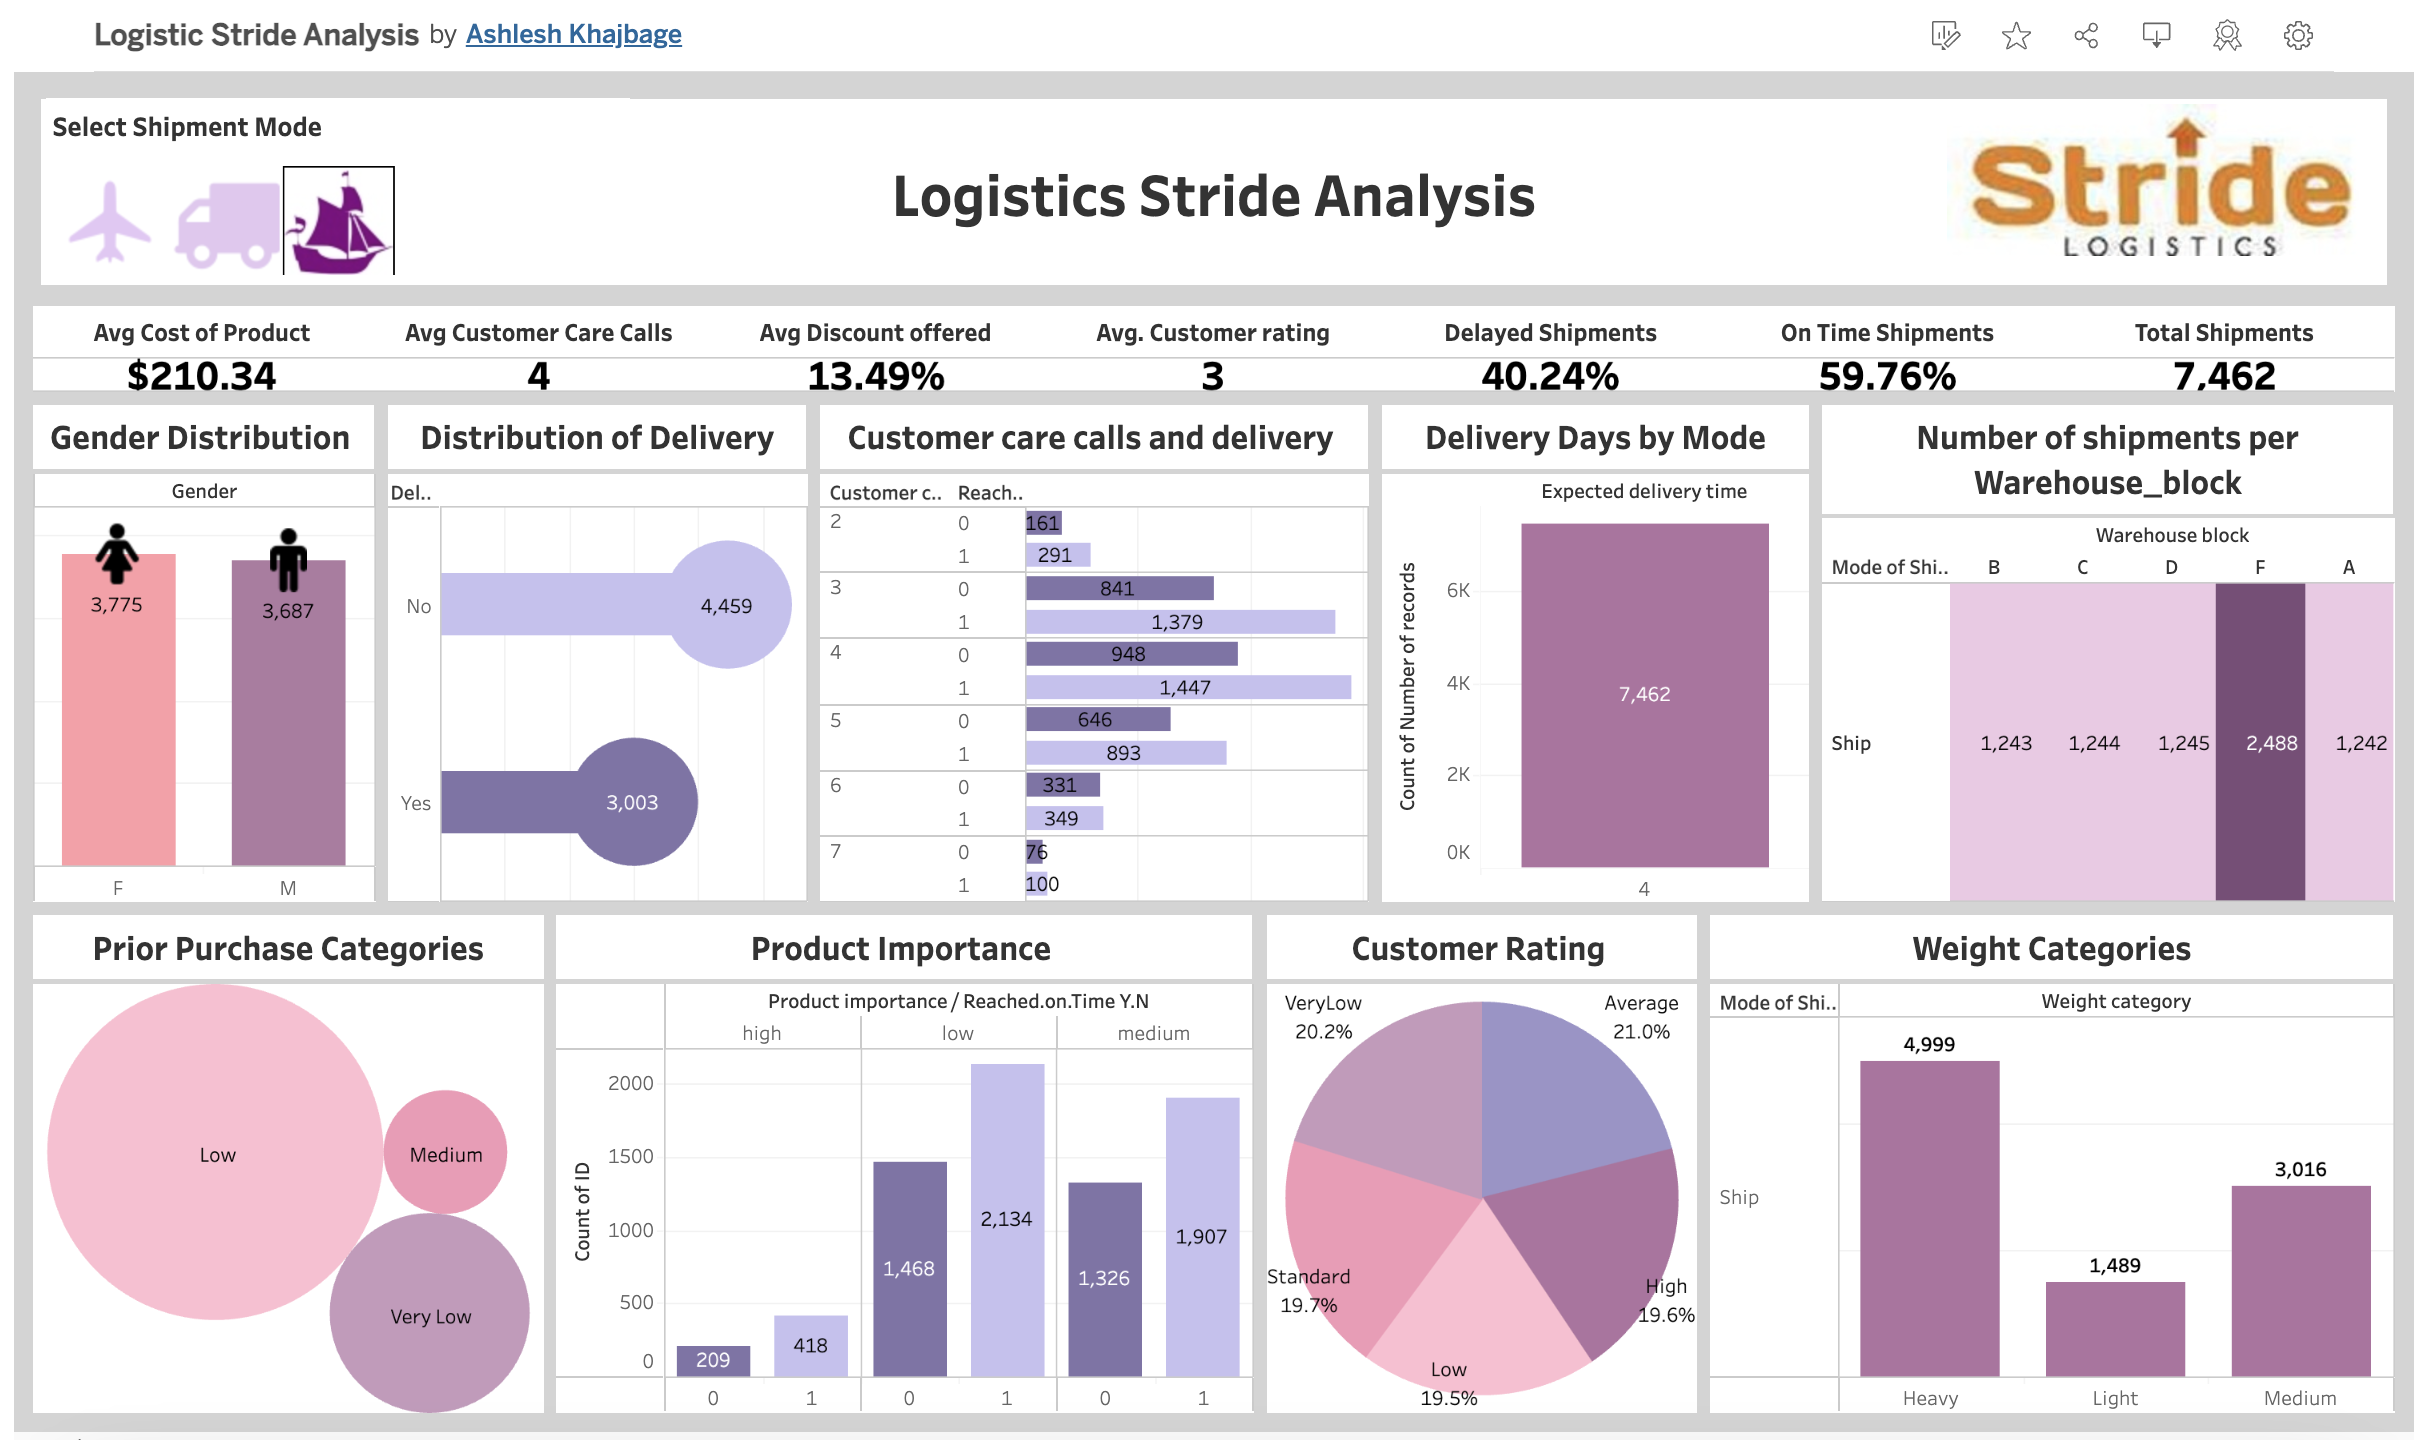 Logistic Stride Analysis by Ashlesh Khajbage
Select Shipment Mode
Logistics Stride Analysis
Stride
LOGISTICS
Avg Cost of Product
Avg Customer Care Calls
Avg Discount offered
Avg. Customer rating
Delayed Shipments
On Time Shipments
Total Shipments
$210.34
4
13.49%
3
40.24%
59.76%
7,462
Gender Distribution
Gender
3,775
3,687
F
M
Distribution of Delivery
Del..
No
4,459
Yes
3,003
Customer care calls and delivery
Customer c.. Reach..
2 0 161
1 291
3 0 841
1 1,379
4 0 948
1 1,447
5 0 646
1 893
6 0 331
1 349
7 0 76
1 100
Delivery Days by Mode
Expected delivery time
Count of Number of records
6K
4K
2K
0K
7,462
4
Number of shipments per
Warehouse_block
Warehouse block
Mode of Shi.. B C D F A
Ship 1,243 1,244 1,245 2,488 1,242
Prior Purchase Categories
Low
Medium
Very Low
Product Importance
Product importance / Reached.on.Time Y.N
high low medium
Count of ID
2000
1500
1000
500
0
209
418
1,468
2,134
1,326
1,907
0 1 0 1 0 1
Customer Rating
VeryLow
20.2%
Average
21.0%
Standard
19.7%
High
19.6%
Low
19.5%
Weight Categories
Mode of Shi..
Weight category
Ship
4,999
1,489
3,016
Heavy
Light
Medium